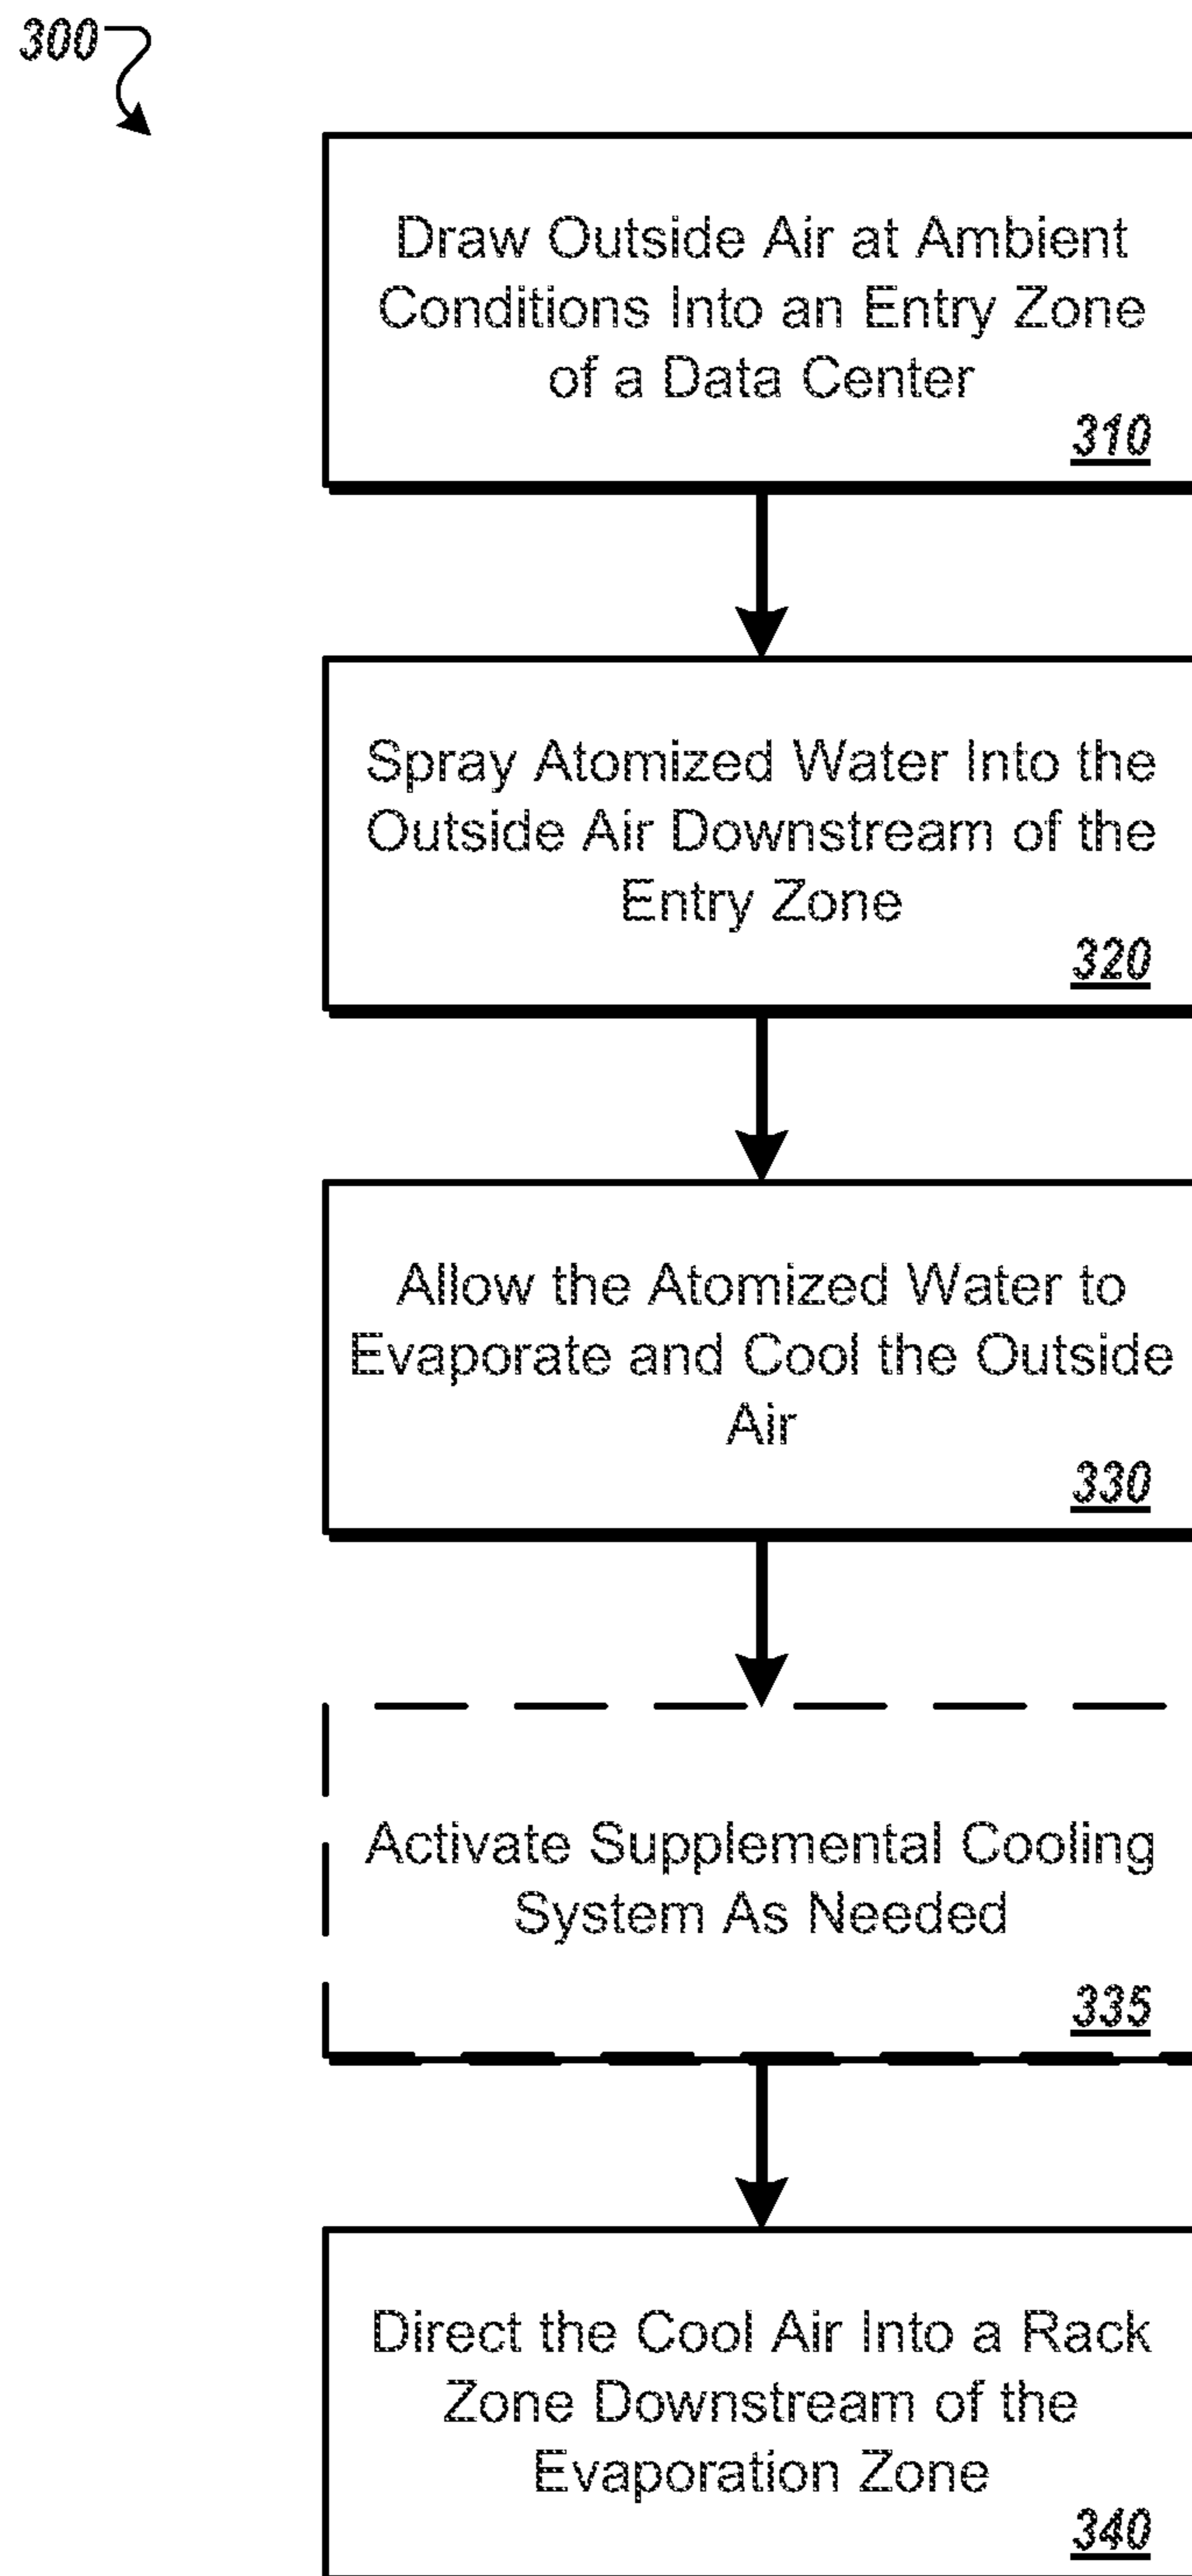 300
Draw Outside Air at Ambient
Conditions Into an Entry Zone
of a Data Center
310
Spray Atomized Water Into the
Outside Air Downstream of the
Entry Zone
320
Allow the Atomized Water to
Evaporate and Cool the Outside
Air
330
Activate Supplemental Cooling
System As Needed
335
Direct the Cool Air Into a Rack
Zone Downstream of the
Evaporation Zone
340